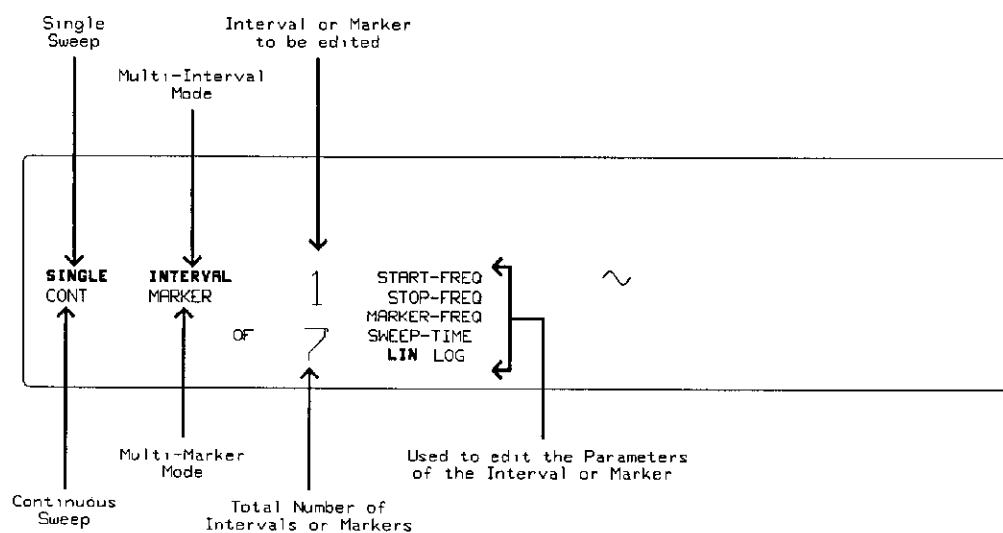 Single
Sweep
Interval or Marker
to be edited
Multi-Interval
Mode
SINGLE
CONT
INTERVAL
MARKER
1
OF 7
START-FREQ
STOP-FREQ
MARKER-FREQ
SWEEP-TIME
LIN LOG
Multi-Marker
Mode
Used to edit the Parameters
of the Interval or Marker
Continuous
Sweep
Total Number of
Intervals or Markers